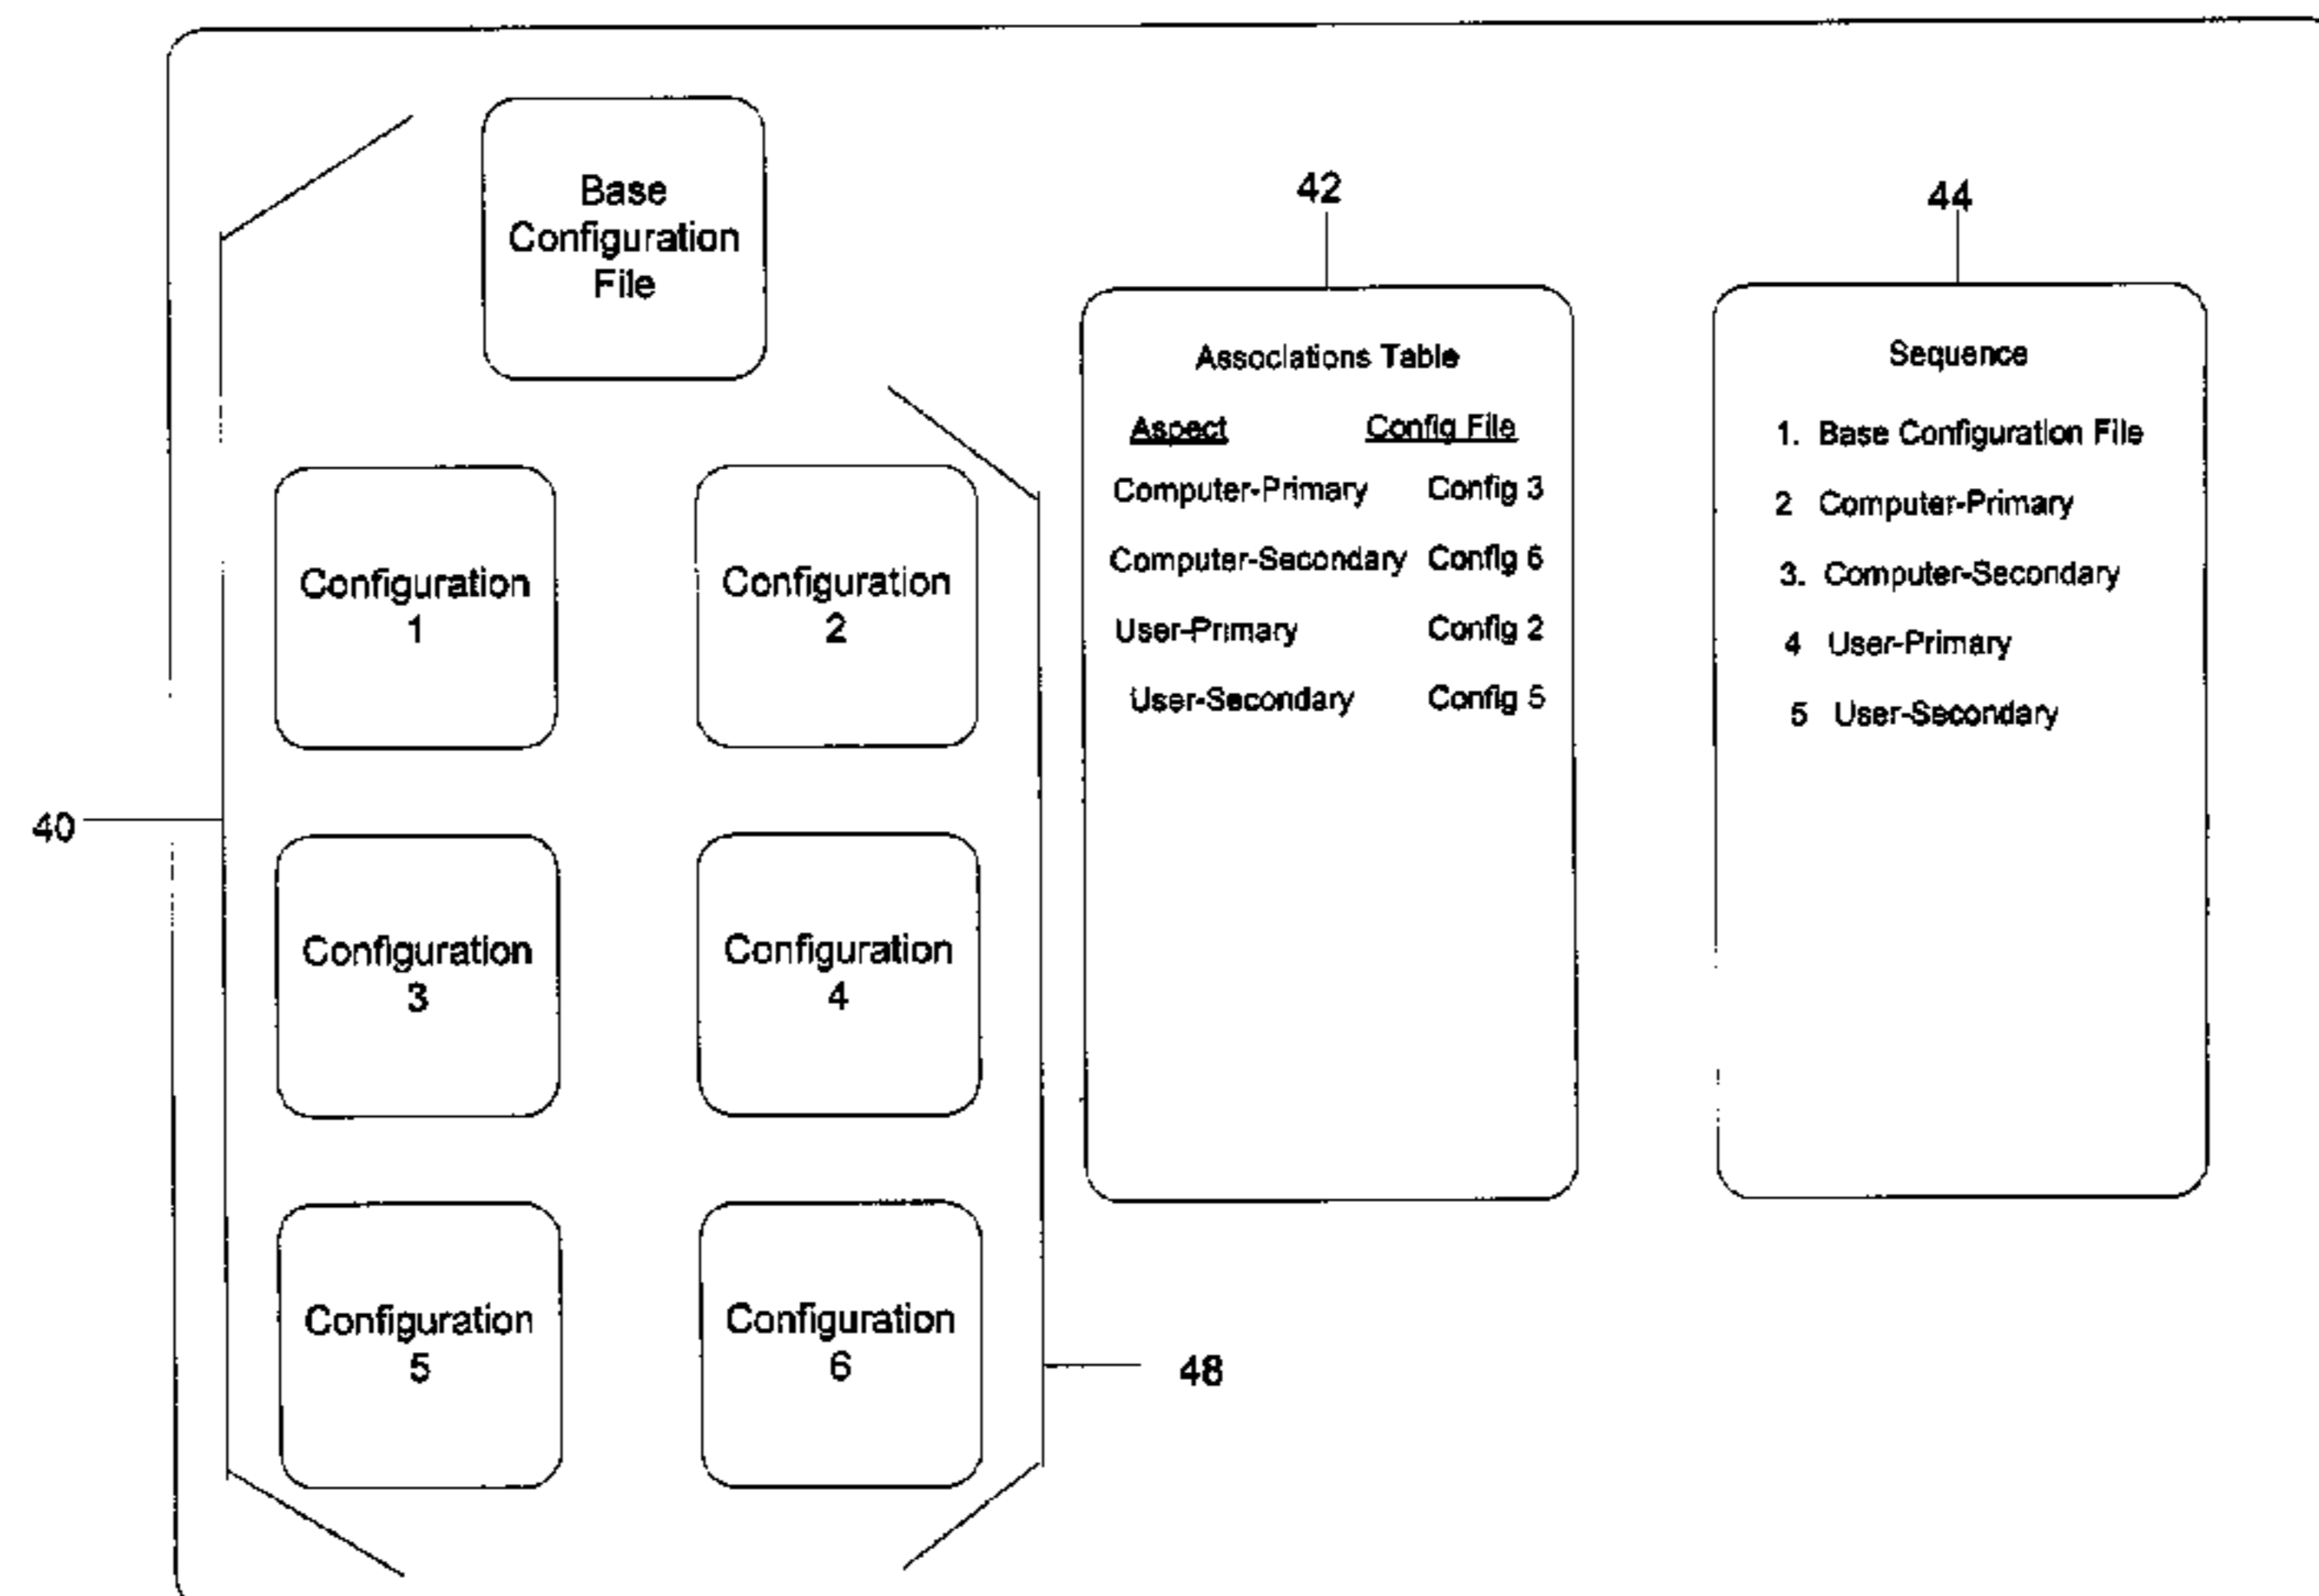 Base
Configuration
File
Configuration
1
Configuration
2
Configuration
3
Configuration
4
Configuration
5
Configuration
6
40
48
42
Associations Table
Aspect Config File
Computer-Primary Config 3
Computer-Secondary Config 6
User-Primary Config 2
User-Secondary Config 5
44
Sequence
1. Base Configuration File
2 Computer-Primary
3. Computer-Secondary
4 User-Primary
5 User-Secondary